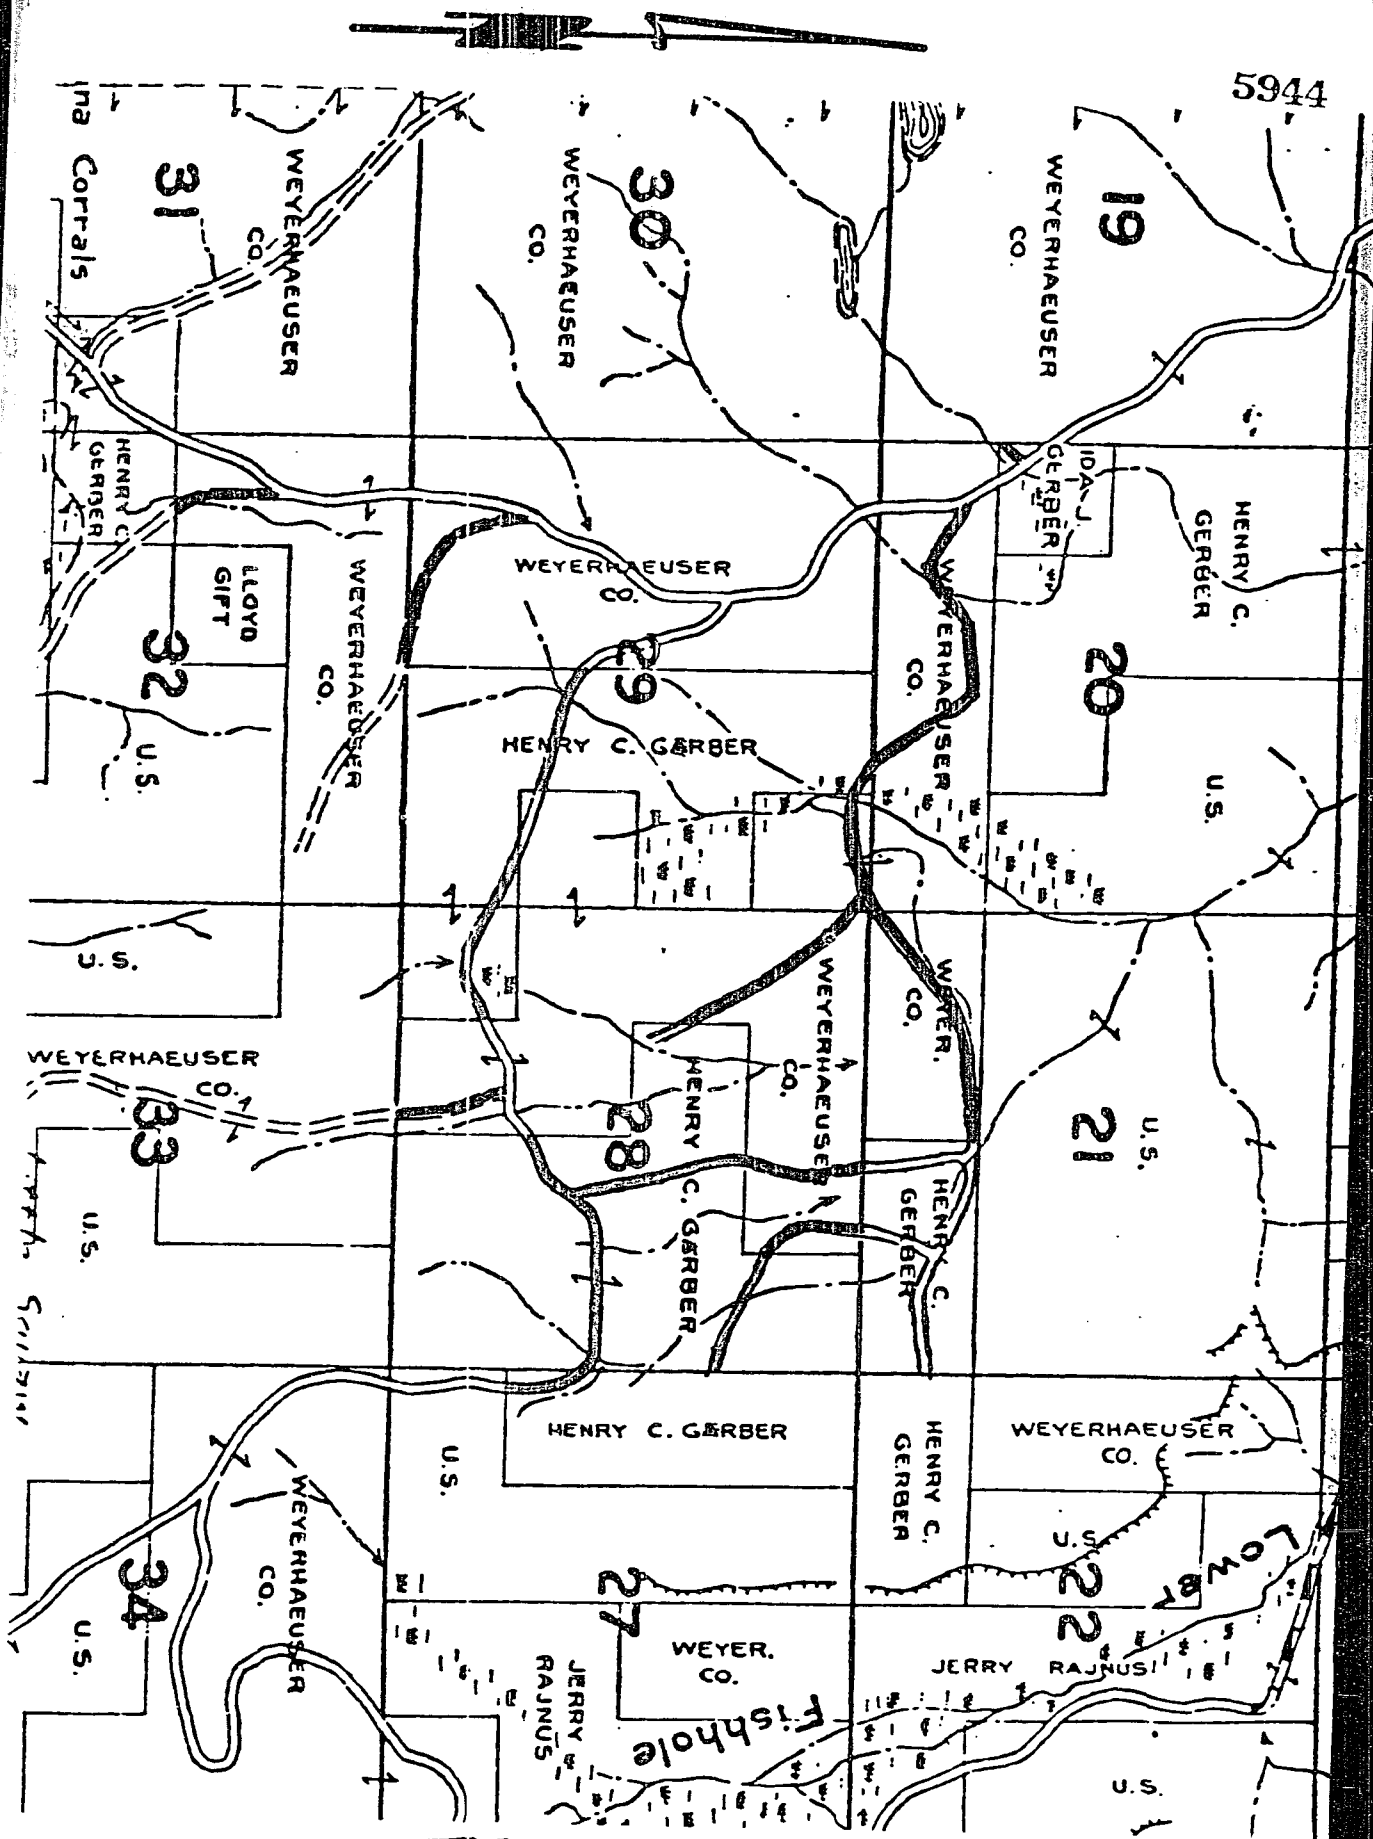 5944
19
WEYERHAEUSER
CO.
30
WEYERHAEUSER
CO.
31
WEYERHAEUSER
CO.
ina Corrals
IDA J.
GERBER
HENRY C.
GERBER
20
U.S.
WEYERHAEUSER
CO.
WEYERHAEUSER
CO.
29
HENRY C. GERBER
WEYERHAEUSER
CO.
HENRY C.
GERBER
LLOYD
GIFT
32
U.S.
U.S.
21
U.S.
WEYER.
CO.
HENRY C.
GERBER
WEYERHAEUSER
CO.
28
HENRY C. GERBER
WEYERHAEUSER
CO.
33
U.S.
WEYERHAEUSER
CO.
U.S.
22
JERRY RAJNUS
U.S.
HENRY C.
GERBER
HENRY C. GERBER
U.S.
27
WEYER.
CO.
JERRY
RAJNUS
Lower
Fishhole
WEYERHAEUSER
CO.
34
U.S.